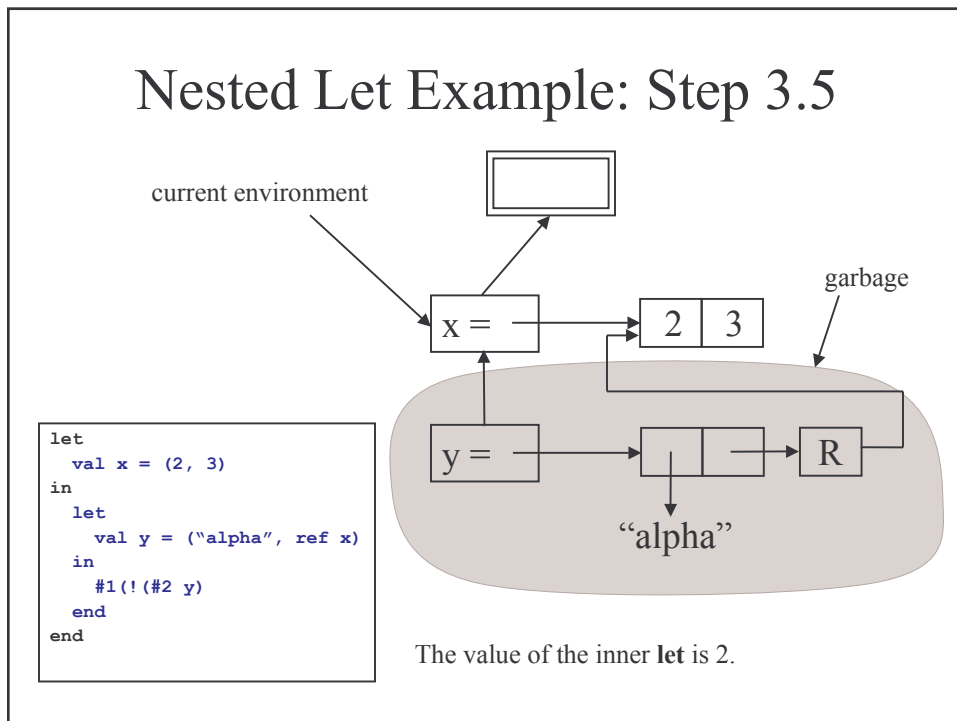 Nested Let Example: Step 3.5
current environment
garbage
x =
2 3
y =
R
“alpha”
let
val x = (2, 3)
in
let
val y = (“alpha”, ref x)
in
#1(!(#2 y)
end
end
The value of the inner let is 2.